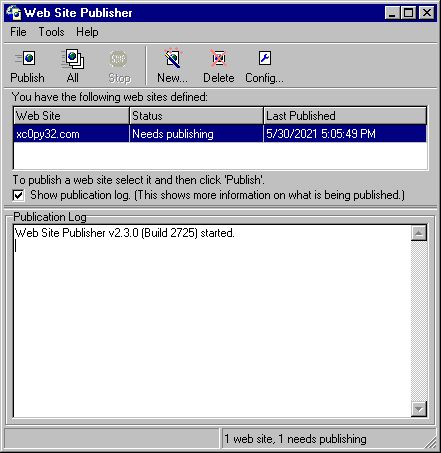 Web Site Publisher
File Tools Help
Publish All Stop New... Delete Config...
You have the following web sites defined:
Web Site Status Last Published
xc0py32.com Needs publishing 5/30/2021 5:05:49 PM
To publish a web site select it and then click 'Publish'.
Show publication log. (This shows more information on what is being published.)
Publication Log
Web Site Publisher v2.3.0 (Build 2725) started.
1 web site, 1 needs publishing